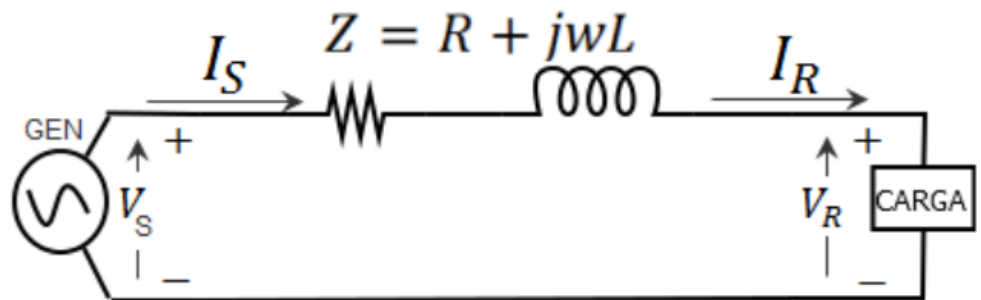 Z = R + jwL
I_S
I_R
GEN
+
+
V_S
V_R
CARGA
−
−